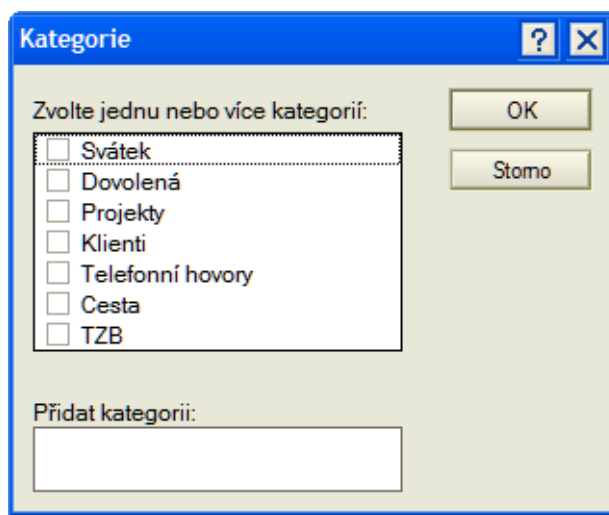 Kategorie
Zvolte jednu nebo více kategorií:
OK
Svátek
Storno
Dovolená
Projekty
Klienti
Telefonní hovory
Cesta
TZB
Přidat kategorii: